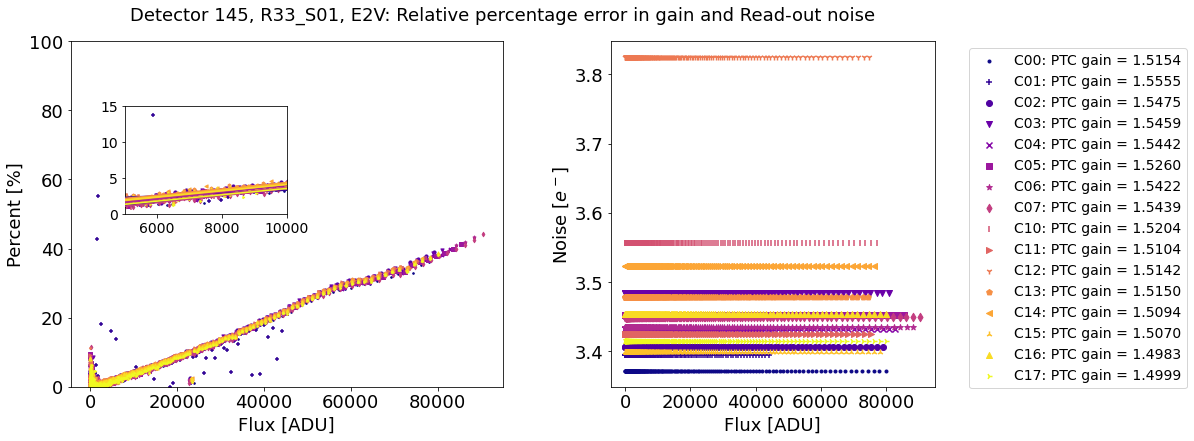 Detector 145, R33_S01, E2V: Relative percentage error in gain and Read-out noise
Percent [%]
100
80
60
40
20
0
15
10
5
0
6000 8000 10000
0 20000 40000 60000 80000
Flux [ADU]
Noise [e⁻]
3.8
3.7
3.6
3.5
3.4
0 20000 40000 60000 80000
Flux [ADU]
C00: PTC gain = 1.5154
C01: PTC gain = 1.5555
C02: PTC gain = 1.5475
C03: PTC gain = 1.5459
C04: PTC gain = 1.5442
C05: PTC gain = 1.5260
C06: PTC gain = 1.5422
C07: PTC gain = 1.5439
C10: PTC gain = 1.5204
C11: PTC gain = 1.5104
C12: PTC gain = 1.5142
C13: PTC gain = 1.5150
C14: PTC gain = 1.5094
C15: PTC gain = 1.5070
C16: PTC gain = 1.4983
C17: PTC gain = 1.4999